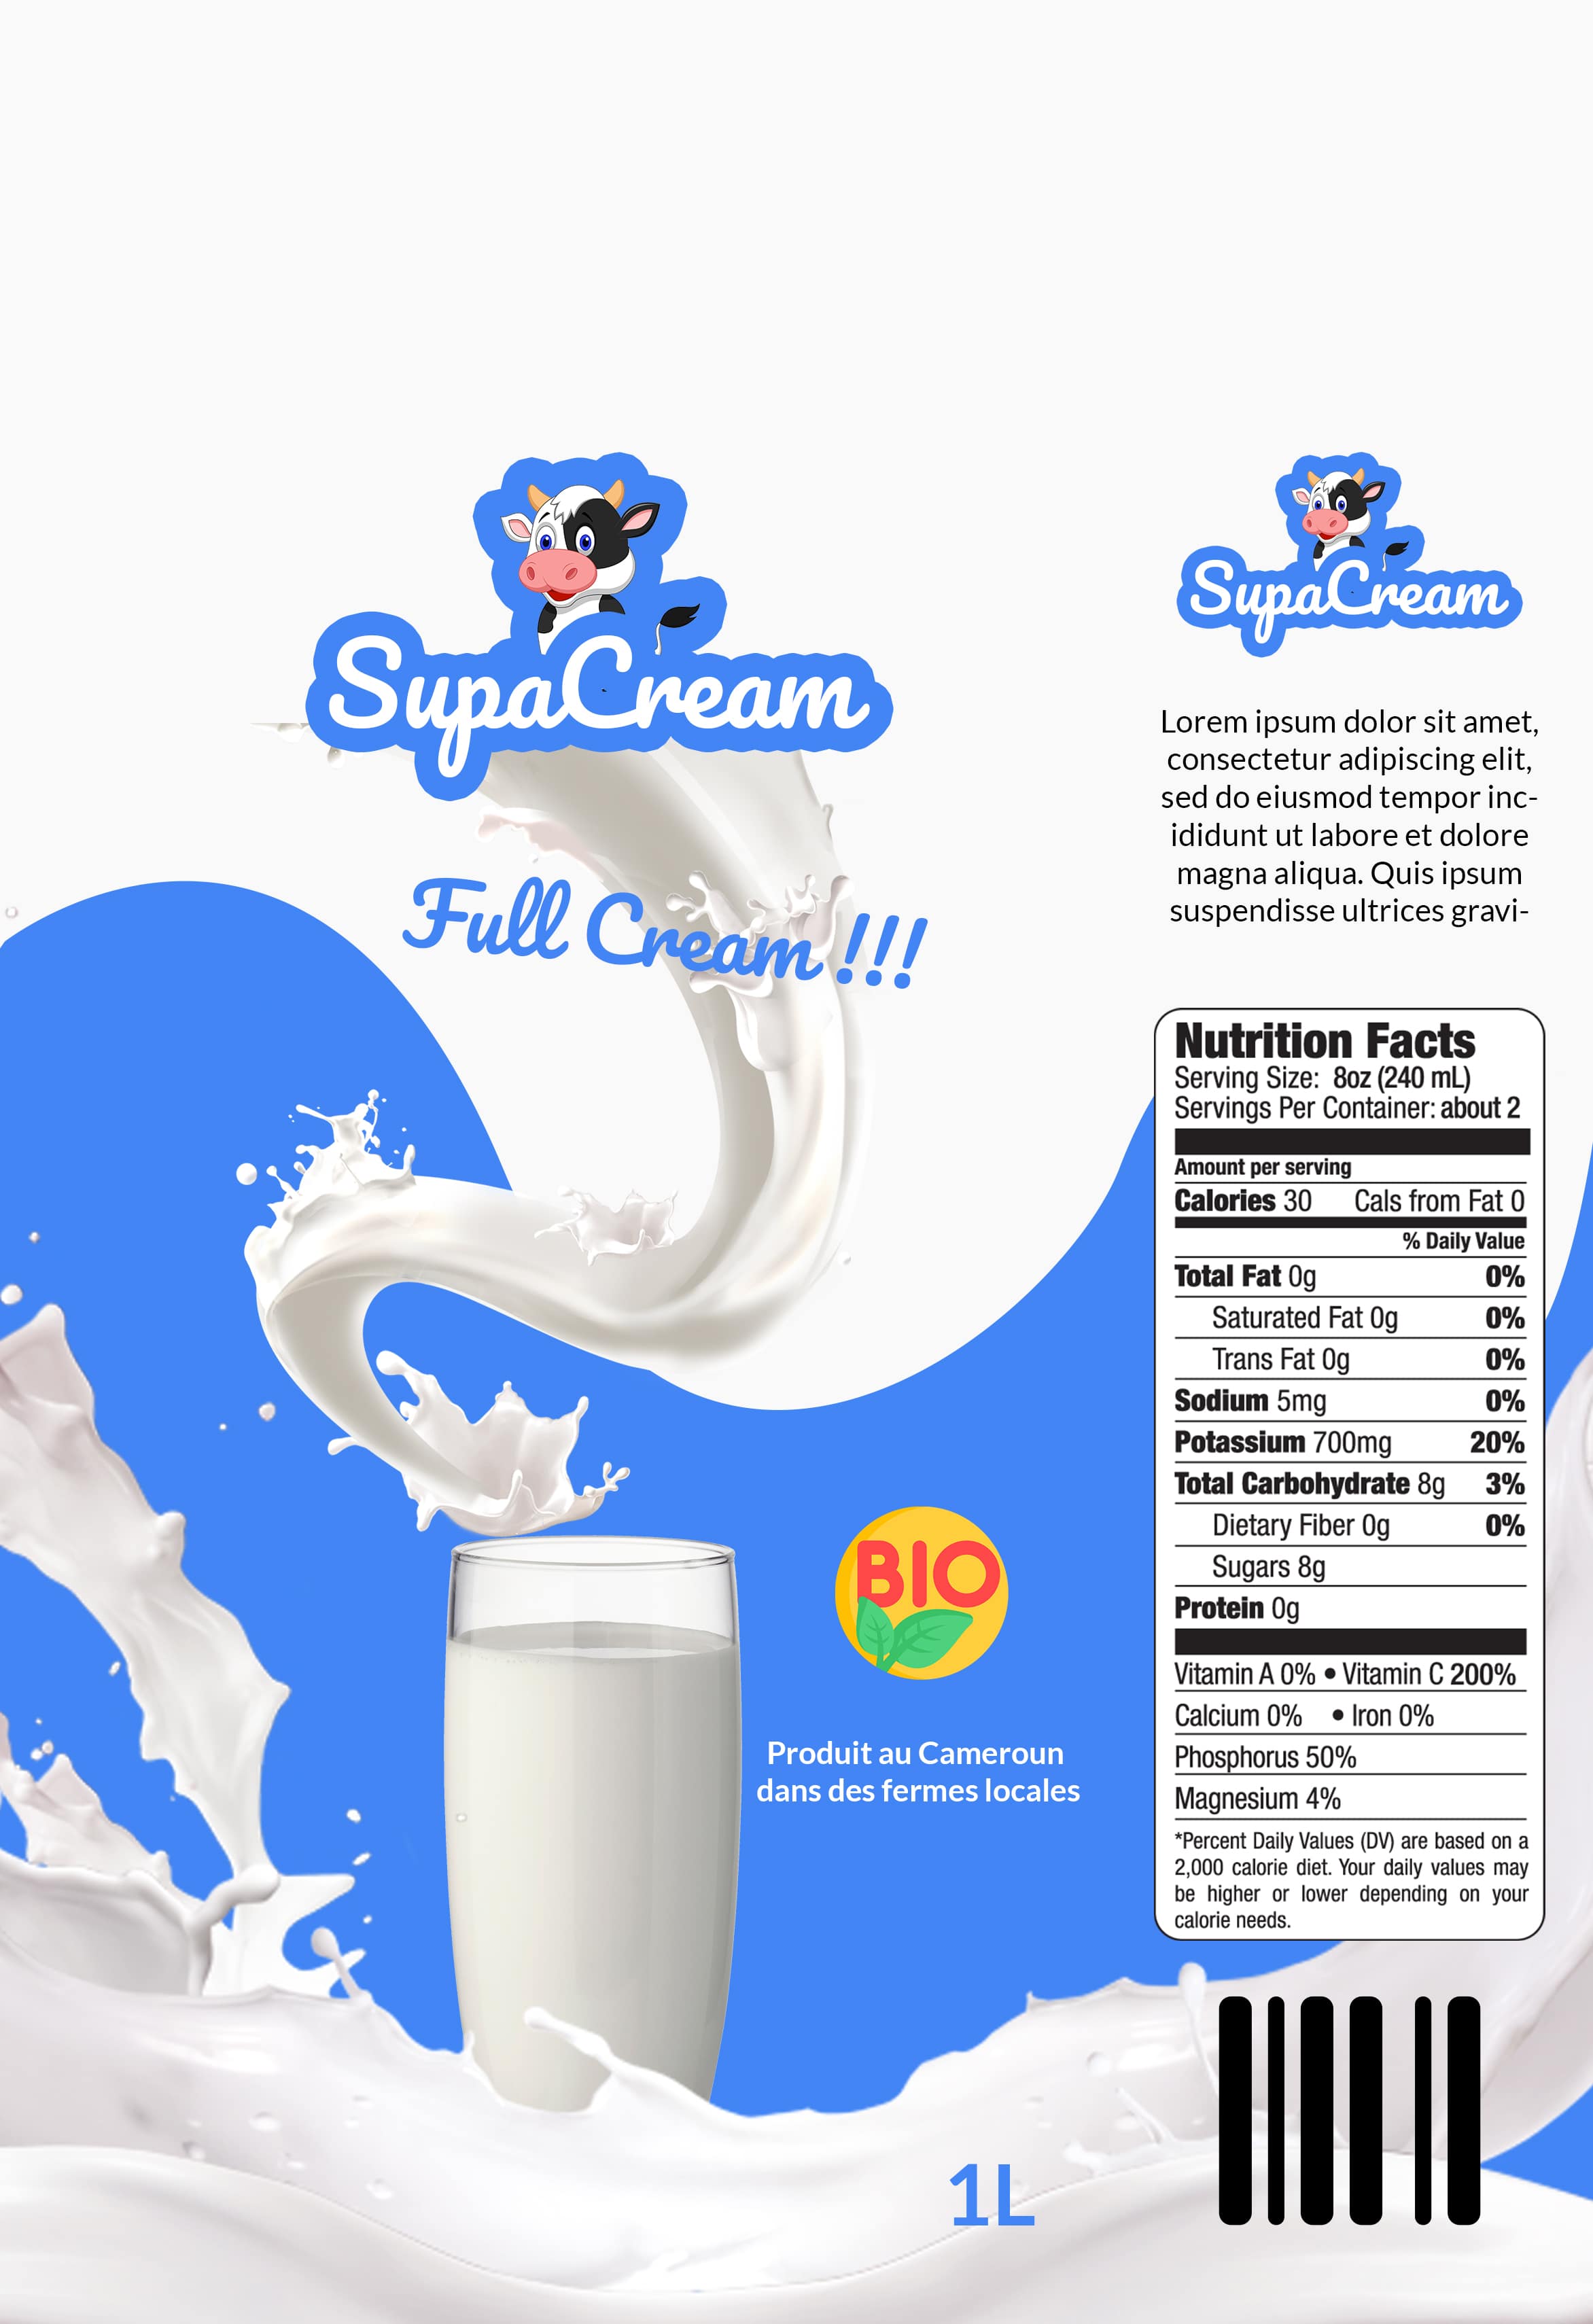 SupaCream
Full Cream !!!
BIO
Produit au Cameroun
dans des fermes locales
1L
SupaCream
Lorem ipsum dolor sit amet,
consectetur adipiscing elit,
sed do eiusmod tempor inc-
ididunt ut labore et dolore
magna aliqua. Quis ipsum
suspendisse ultrices gravi-
Nutrition Facts
Serving Size: 8oz (240 mL)
Servings Per Container: about 2
Amount per serving
Calories 30 Cals from Fat 0
% Daily Value
Total Fat 0g 0%
Saturated Fat 0g 0%
Trans Fat 0g 0%
Sodium 5mg 0%
Potassium 700mg 20%
Total Carbohydrate 8g 3%
Dietary Fiber 0g 0%
Sugars 8g
Protein 0g
Vitamin A 0% • Vitamin C 200%
Calcium 0% • Iron 0%
Phosphorus 50%
Magnesium 4%
*Percent Daily Values (DV) are based on a
2,000 calorie diet. Your daily values may
be higher or lower depending on your
calorie needs.